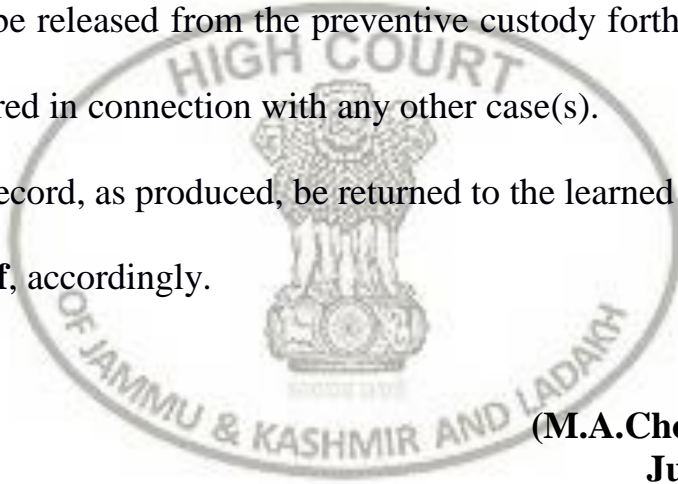 be released from the preventive custody forth
red in connection with any other case(s).
ecord, as produced, be returned to the learned
f, accordingly.
HIGH COURT
OF JAMMU & KASHMIR AND LADAKH
(M.A.Cho
Ju